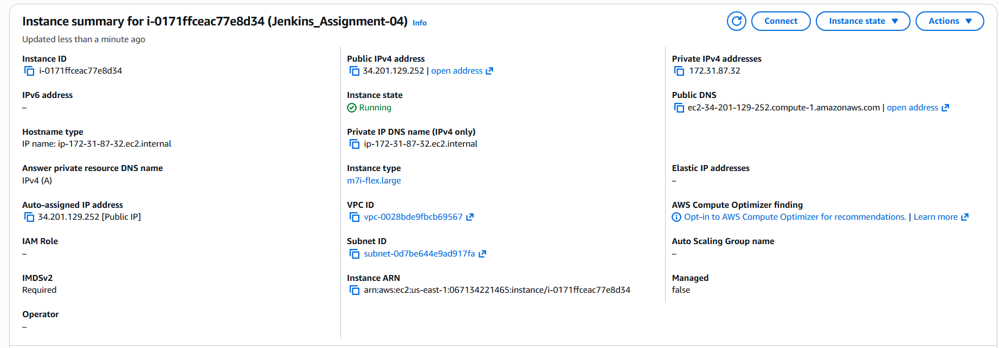 Instance summary for i-0171ffceac77e8d34 (Jenkins_Assignment-04) Info
Connect
Instance state
Actions
Updated less than a minute ago
Instance ID
i-0171ffceac77e8d34
Public IPv4 address
34.201.129.252 | open address
Private IPv4 addresses
172.31.87.32
IPv6 address
–
Instance state
Running
Public DNS
ec2-34-201-129-252.compute-1.amazonaws.com | open address
Hostname type
IP name: ip-172-31-87-32.ec2.internal
Private IP DNS name (IPv4 only)
ip-172-31-87-32.ec2.internal
Answer private resource DNS name
IPv4 (A)
Instance type
m7i-flex.large
Elastic IP addresses
–
Auto-assigned IP address
34.201.129.252 [Public IP]
VPC ID
vpc-0028bde9fbcb69567
AWS Compute Optimizer finding
Opt-in to AWS Compute Optimizer for recommendations. | Learn more
IAM Role
–
Subnet ID
subnet-0d7be644e9ad917fa
Auto Scaling Group name
–
IMDSv2
Required
Instance ARN
arn:aws:ec2:us-east-1:067134221465:instance/i-0171ffceac77e8d34
Managed
false
Operator
–